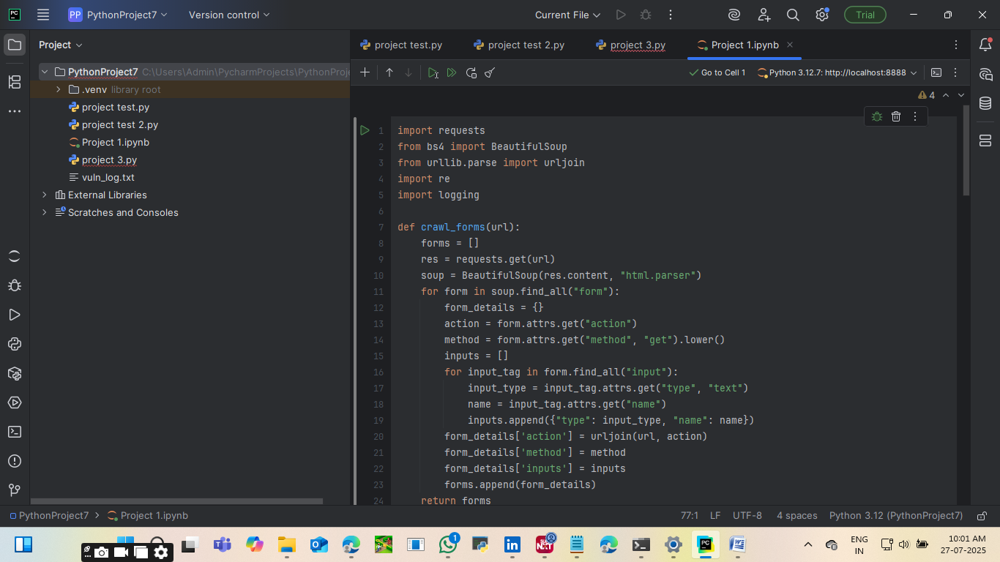 PC
PP PythonProject7
Version control
Current File
Trial
Project
project test.py
project test 2.py
project 3.py
Project 1.ipynb
PythonProject7 C:\Users\Admin\PycharmProjects\PythonProje
Go to Cell 1
Python 3.12.7: http://localhost:8888
.venv library root
project test.py
project test 2.py
Project 1.ipynb
project 3.py
vuln_log.txt
External Libraries
Scratches and Consoles
4
1 import requests
2 from bs4 import BeautifulSoup
3 from urllib.parse import urljoin
4 import re
5 import logging
6
7 def crawl_forms(url):
8 forms = []
9 res = requests.get(url)
10 soup = BeautifulSoup(res.content, "html.parser")
11 for form in soup.find_all("form"):
12 form_details = {}
13 action = form.attrs.get("action")
14 method = form.attrs.get("method", "get").lower()
15 inputs = []
16 for input_tag in form.find_all("input"):
17 input_type = input_tag.attrs.get("type", "text")
18 name = input_tag.attrs.get("name")
19 inputs.append({"type": input_type, "name": name})
20 form_details['action'] = urljoin(url, action)
21 form_details['method'] = method
22 form_details['inputs'] = inputs
23 forms.append(form_details)
24 return forms
PythonProject7 > Project 1.ipynb
77:1 LF UTF-8 4 spaces Python 3.12 (PythonProject7)
1
ENG
IN
10:01 AM
27-07-2025